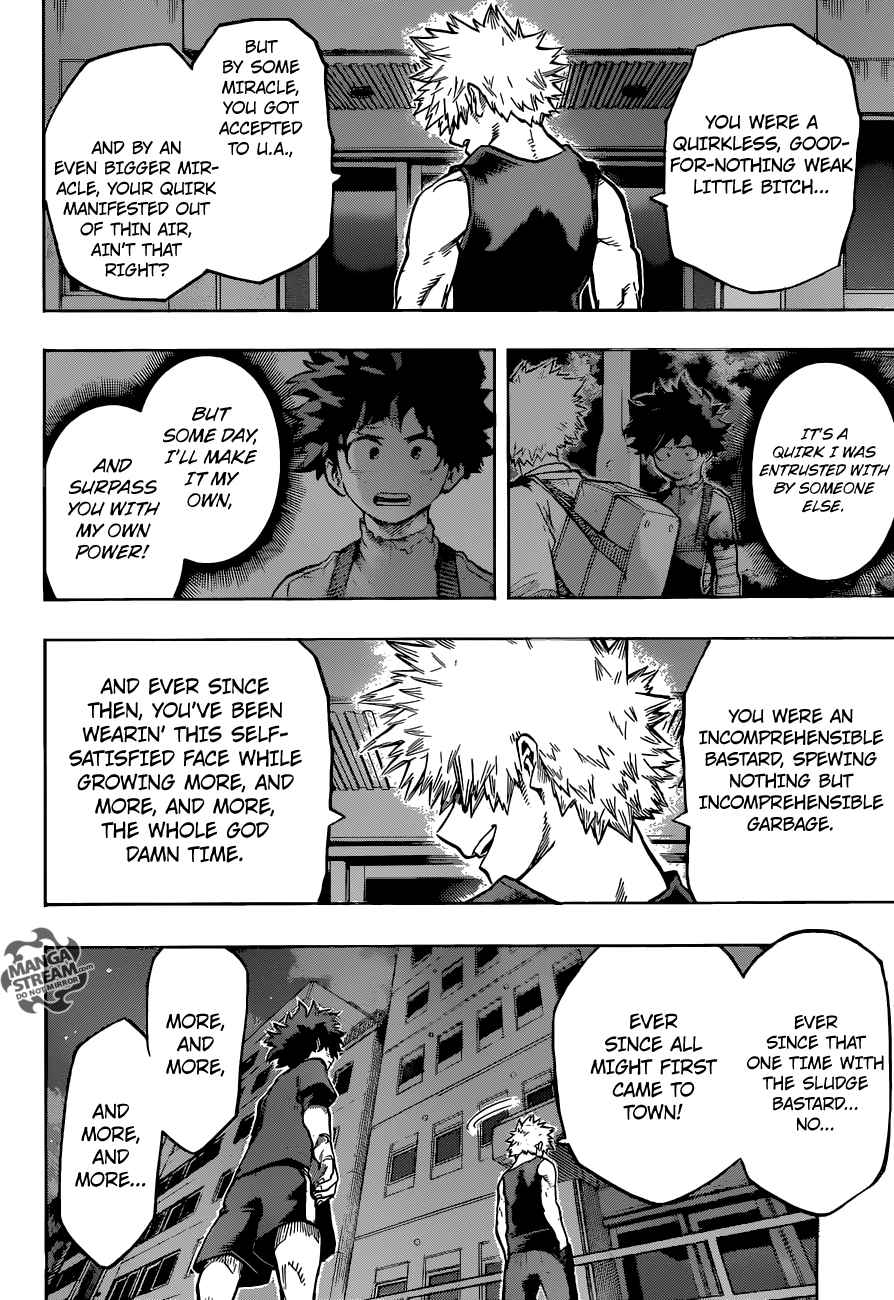 YOU WERE A
QUIRKLESS, GOOD-
FOR-NOTHING WEAK
LITTLE BITCH...
BUT
BY SOME
MIRACLE,
YOU GOT
ACCEPTED
TO U.A.,
AND BY AN
EVEN BIGGER MIR-
ACLE, YOUR QUIRK
MANIFESTED OUT
OF THIN AIR,
AIN'T THAT
RIGHT?
IT'S A
QUIRK I WAS
ENTRUSTED WITH
BY SOMEONE
ELSE.
BUT
SOME DAY,
I'LL MAKE
IT MY
OWN,
AND
SURPASS
YOU WITH
MY OWN
POWER!
YOU WERE AN
INCOMPREHENSIBLE
BASTARD, SPEWING
NOTHING BUT
INCOMPREHENSIBLE
GARBAGE.
AND EVER SINCE
THEN, YOU'VE BEEN
WEARIN' THIS SELF-
SATISFIED FACE WHILE
GROWING MORE, AND
MORE, AND MORE,
THE WHOLE GOD
DAMN TIME.
EVER
SINCE THAT
ONE TIME WITH
THE SLUDGE
BASTARD...
NO...
EVER
SINCE ALL
MIGHT FIRST
CAME TO
TOWN!
MORE,
AND
MORE,
AND
MORE,
AND
MORE...
MANGA
STREAM.com
DO NOT MIRROR